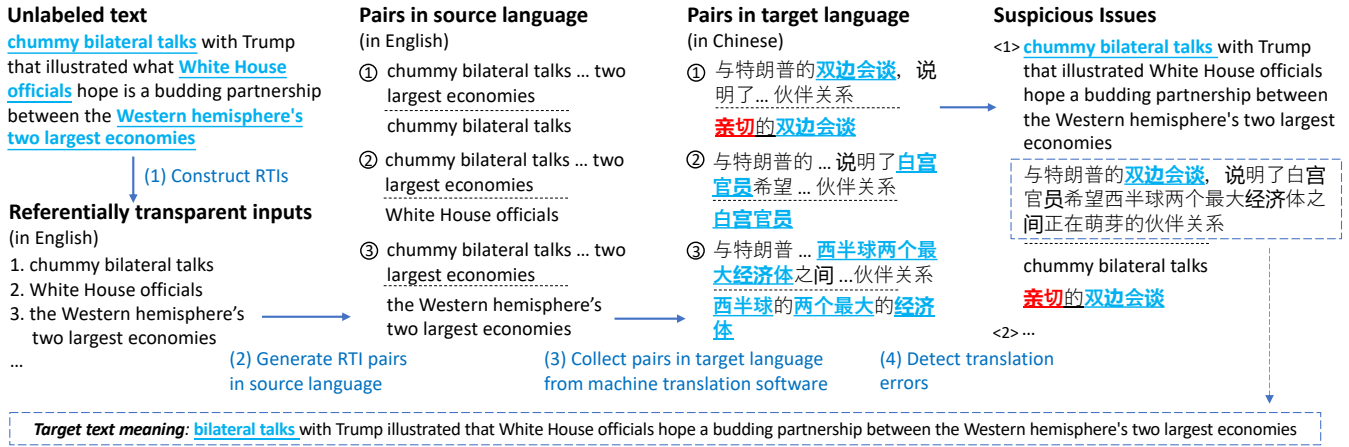 Unlabeled text
chummy bilateral talks with Trump
that illustrated what White House
officials hope is a budding partnership
between the Western hemisphere's
two largest economies
(1) Construct RTIs
Referentially transparent inputs
(in English)
1. chummy bilateral talks
2. White House officials
3. the Western hemisphere's
two largest economies
...
Pairs in source language
(in English)
① chummy bilateral talks ... two
largest economies
chummy bilateral talks
② chummy bilateral talks ... two
largest economies
White House officials
③ chummy bilateral talks ... two
largest economies
the Western hemisphere's
two largest economies
(2) Generate RTI pairs
in source language
Pairs in target language
(in Chinese)
① 与特朗普的双边会谈，说
明了... 伙伴关系
亲切的双边会谈
② 与特朗普的 ... 说明了白宫
官员希望 ... 伙伴关系
白宫官员
③ 与特朗普 ... 西半球两个最
大经济体之间 ...伙伴关系
西半球的两个最大的经济
体
(3) Collect pairs in target language
from machine translation software
Suspicious Issues
<1> chummy bilateral talks with Trump
that illustrated White House officials
hope a budding partnership between
the Western hemisphere's two largest
economies
与特朗普的双边会谈，说明了白宫
官员希望西半球两个最大经济体之
间正在萌芽的伙伴关系
chummy bilateral talks
亲切的双边会谈
<2> ...
(4) Detect translation
errors
Target text meaning: bilateral talks with Trump illustrated that White House officials hope a budding partnership between the Western hemisphere's two largest economies